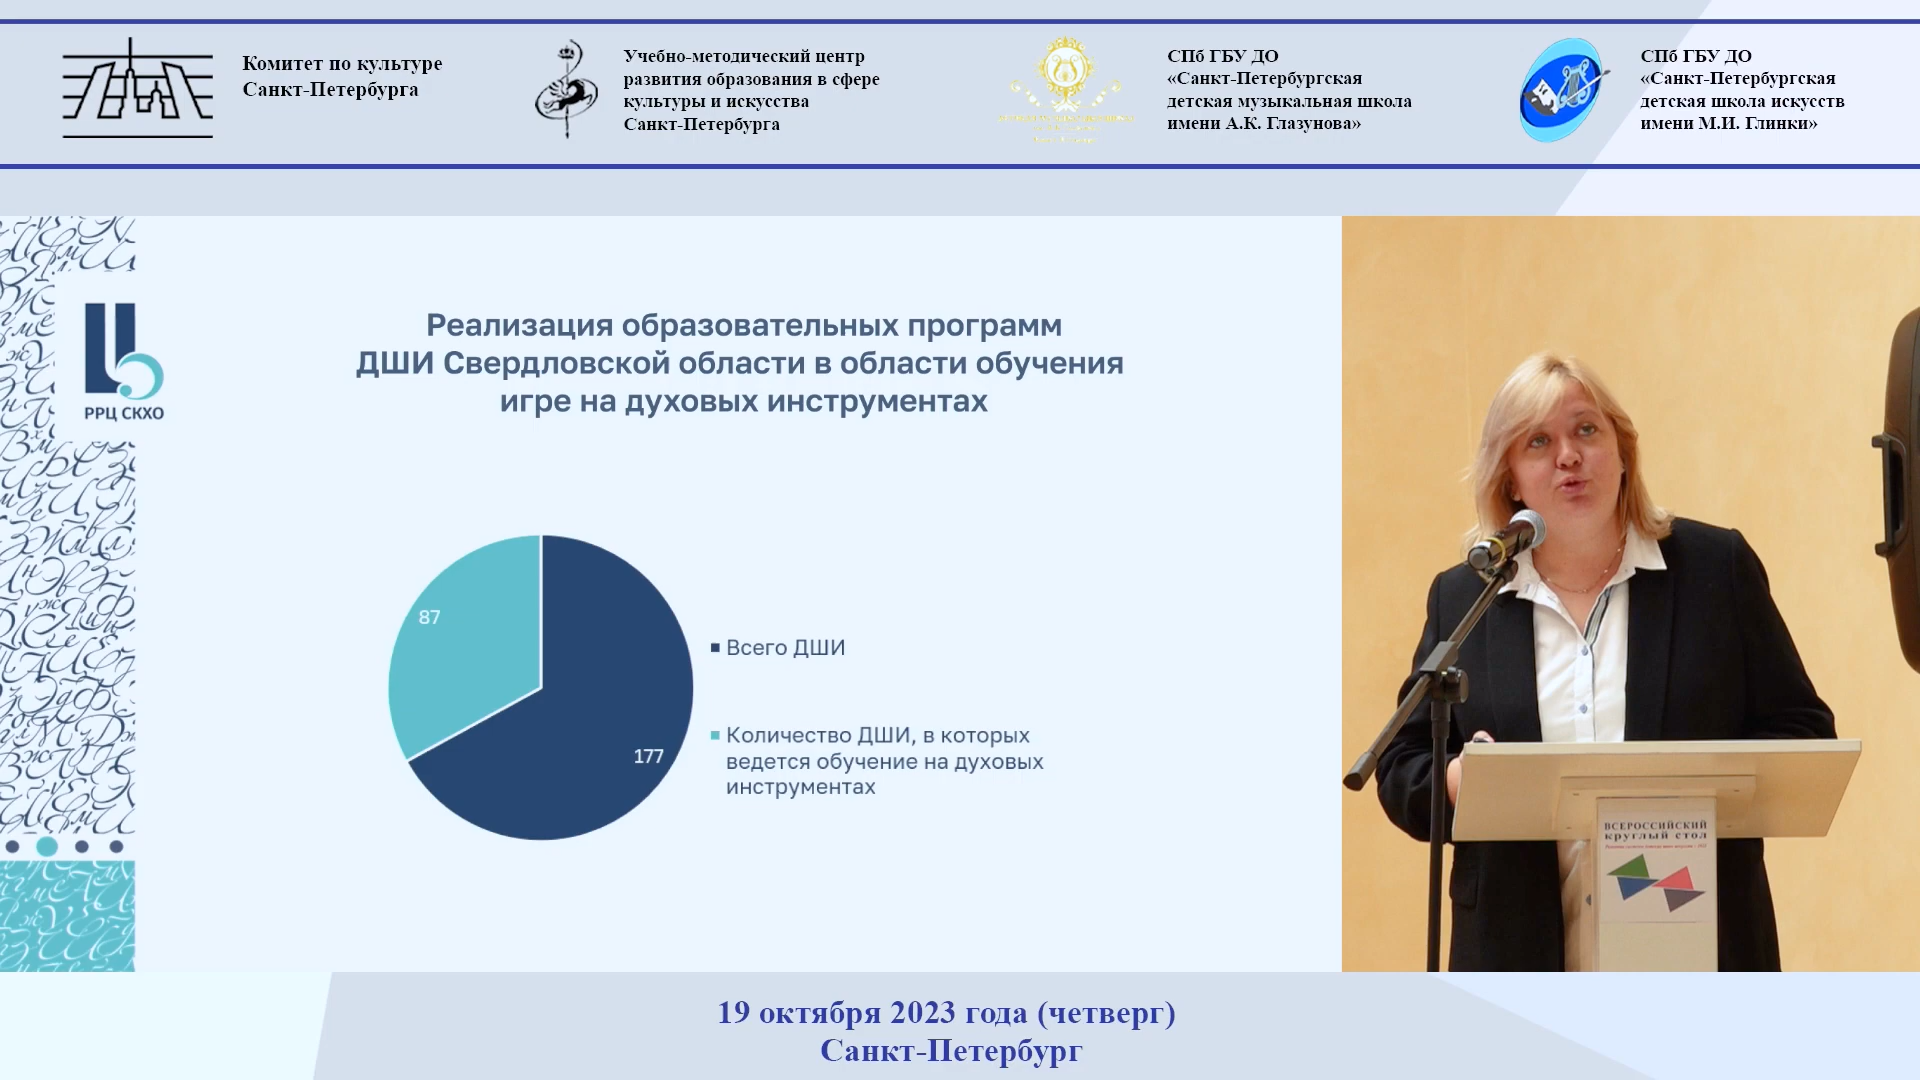 Комитет по культуре
Санкт-Петербурга
Учебно-методический центр
развития образования в сфере
культуры и искусства
Санкт-Петербурга
СПб ГБУ ДО
«Санкт-Петербургская
детская музыкальная школа
имени А.К. Глазунова»
СПб ГБУ ДО
«Санкт-Петербургская
детская школа искусств
имени М.И. Глинки»
РРЦ СКХО
Реализация образовательных программ
ДШИ Свердловской области в области обучения
игре на духовых инструментах
87
177
Всего ДШИ
Количество ДШИ, в которых
ведется обучение на духовых
инструментах
ВСЕРОССИЙСКИЙ
КРУГЛЫЙ СТОЛ
19 октября 2023 года (четверг)
Санкт-Петербург